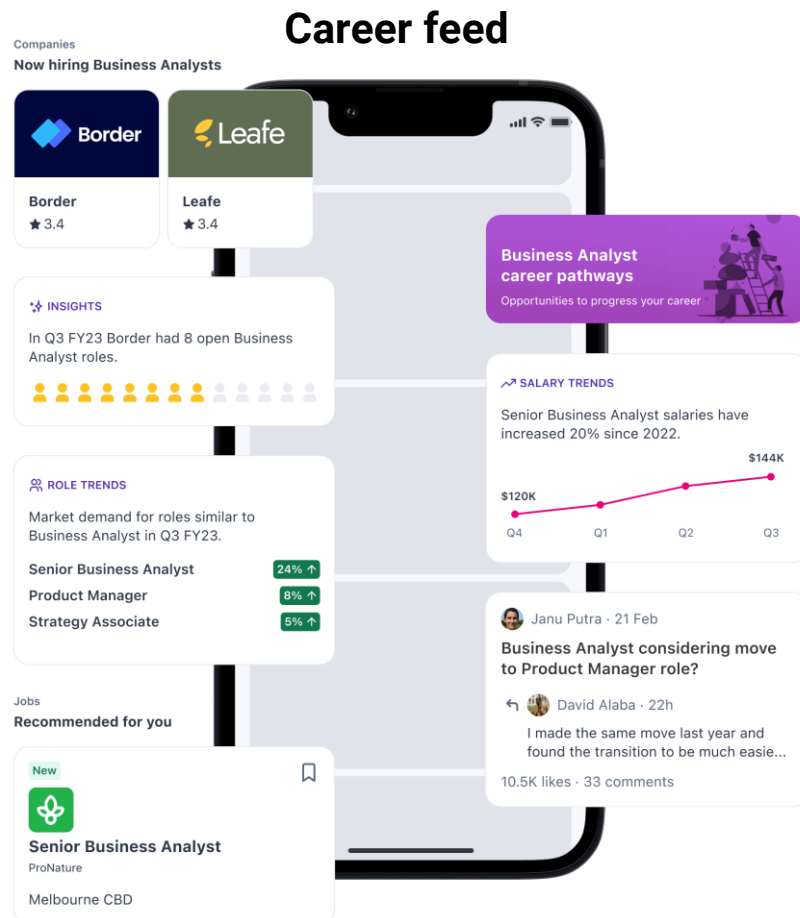 Career feed
Companies
Now hiring Business Analysts
Border
Leafe
Border
3.4
Leafe
3.4
INSIGHTS
In Q3 FY23 Border had 8 open Business
Analyst roles.
ROLE TRENDS
Market demand for roles similar to
Business Analyst in Q3 FY23.
Senior Business Analyst 24% ↑
Product Manager 8% ↑
Strategy Associate 5% ↑
Jobs
Recommended for you
New
Senior Business Analyst
ProNature
Melbourne CBD
Business Analyst
career pathways
Opportunities to progress your career
SALARY TRENDS
Senior Business Analyst salaries have
increased 20% since 2022.
$144K
$120K
Q4 Q1 Q2 Q3
Janu Putra · 21 Feb
Business Analyst considering move
to Product Manager role?
David Alaba · 22h
I made the same move last year and
found the transition to be much easie...
10.5K likes · 33 comments